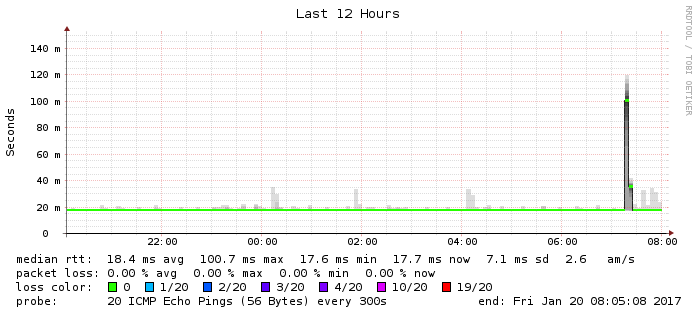 Last 12 Hours
RRDTOOL / TOBI OETIKER
Seconds
140 m
120 m
100 m
80 m
60 m
40 m
20 m
0
22:00 00:00 02:00 04:00 06:00 08:00
median rtt: 18.4 ms avg 100.7 ms max 17.6 ms min 17.7 ms now 7.1 ms sd 2.6 am/s
packet loss: 0.00 % avg 0.00 % max 0.00 % min 0.00 % now
loss color: 0 1/20 2/20 3/20 4/20 10/20 19/20
probe: 20 ICMP Echo Pings (56 Bytes) every 300s end: Fri Jan 20 08:05:08 2017